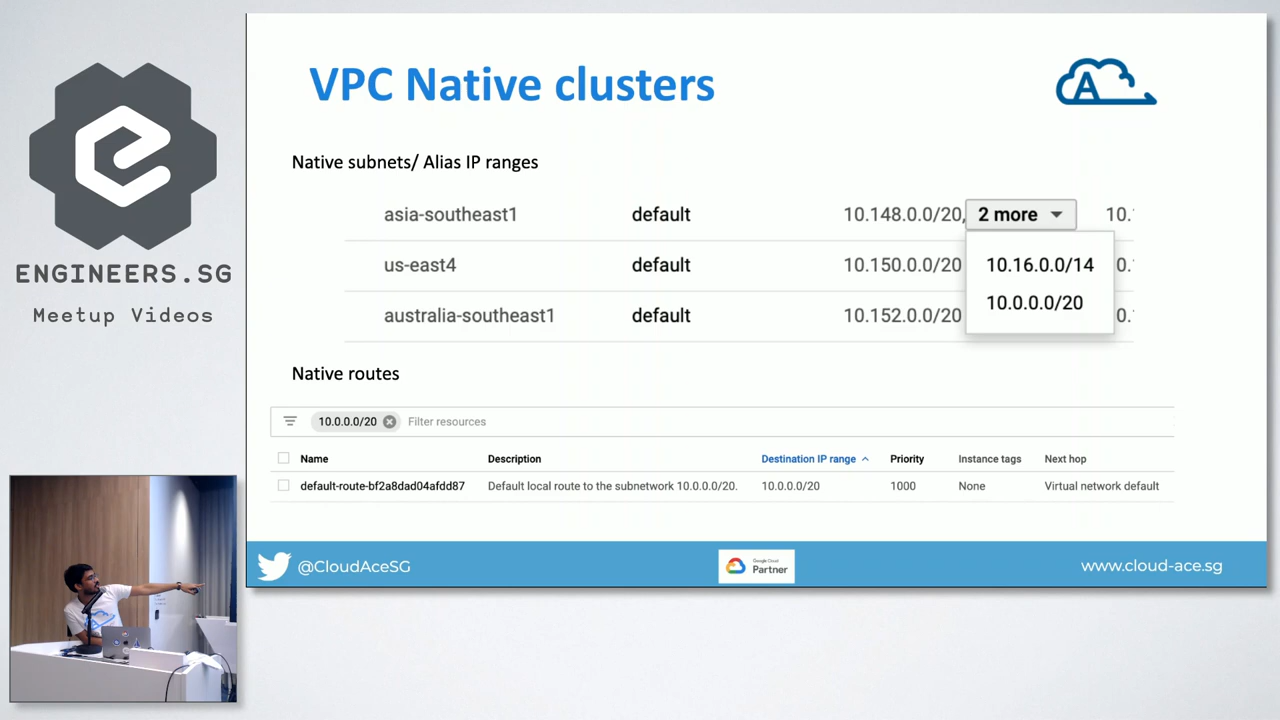 ENGINEERS.SG
Meetup Videos
VPC Native clusters
A
Native subnets/ Alias IP ranges
asia-southeast1 default 10.148.0.0/20, 2 more 10.
us-east4 default 10.150.0.0/20 10.16.0.0/14 0.
australia-southeast1 default 10.152.0.0/20 10.0.0.0/20 0.
Native routes
10.0.0.0/20 Filter resources
Name Description Destination IP range Priority Instance tags Next hop
default-route-bf2a8dad04afdd87 Default local route to the subnetwork 10.0.0.0/20. 10.0.0.0/20 1000 None Virtual network default
@CloudAceSG
Google Cloud
Partner
www.cloud-ace.sg